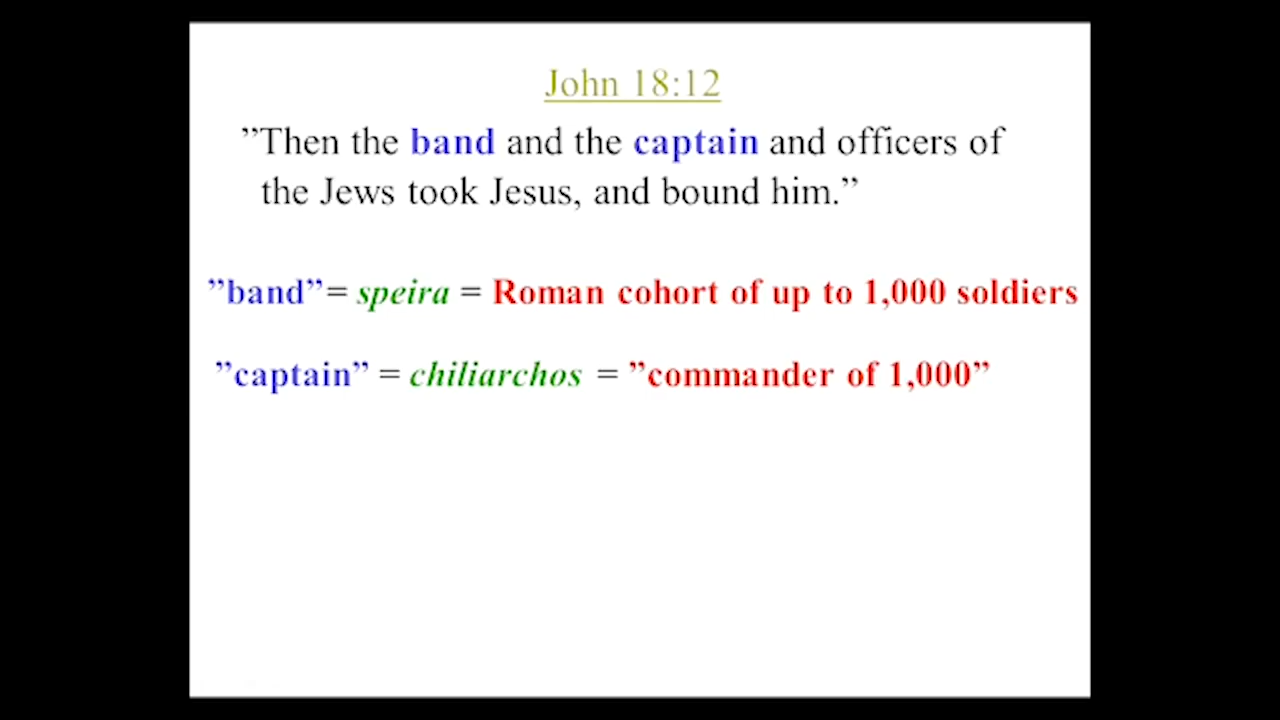 John 18:12
”Then the band and the captain and officers of
the Jews took Jesus, and bound him.”
”band”= speira = Roman cohort of up to 1,000 soldiers
”captain” = chiliarchos = ”commander of 1,000”